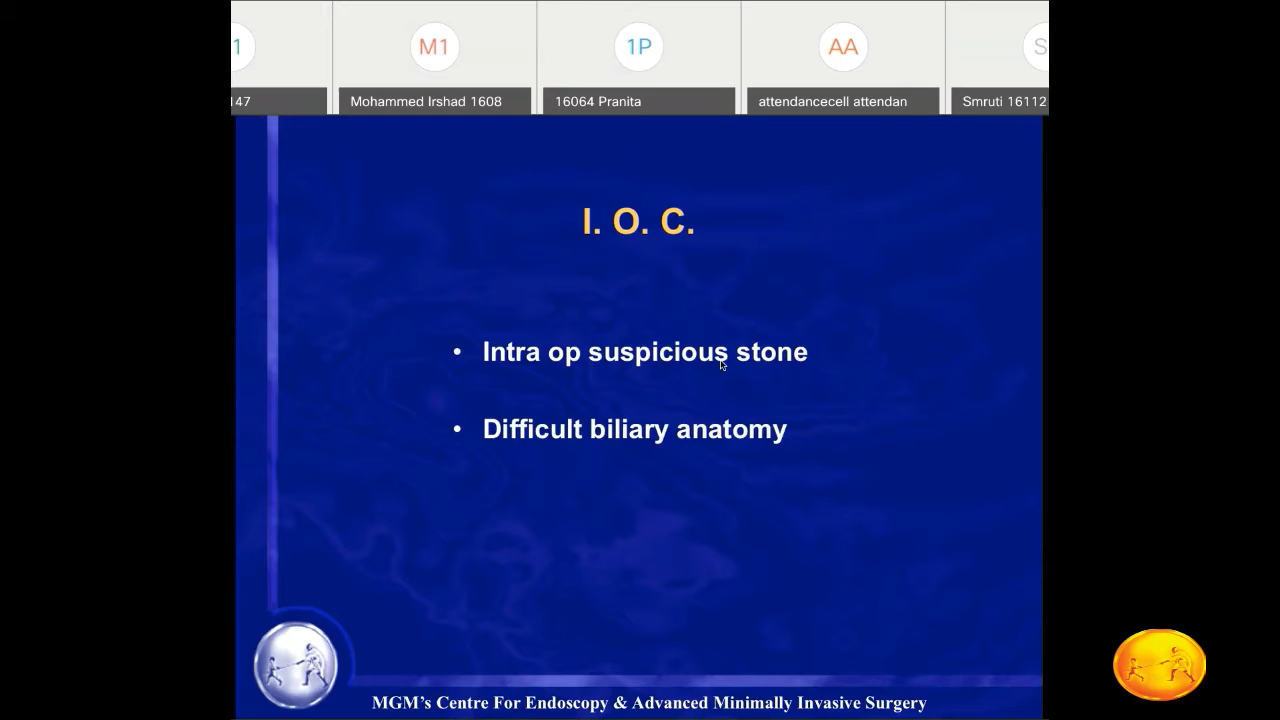 1
M1
1P
AA
S
147
Mohammed Irshad 1608
16064 Pranita
attendancecell attendan
Smruti 16112
I. O. C.
• Intra op suspicious stone
• Difficult biliary anatomy
MGM's Centre For Endoscopy & Advanced Minimally Invasive Surgery